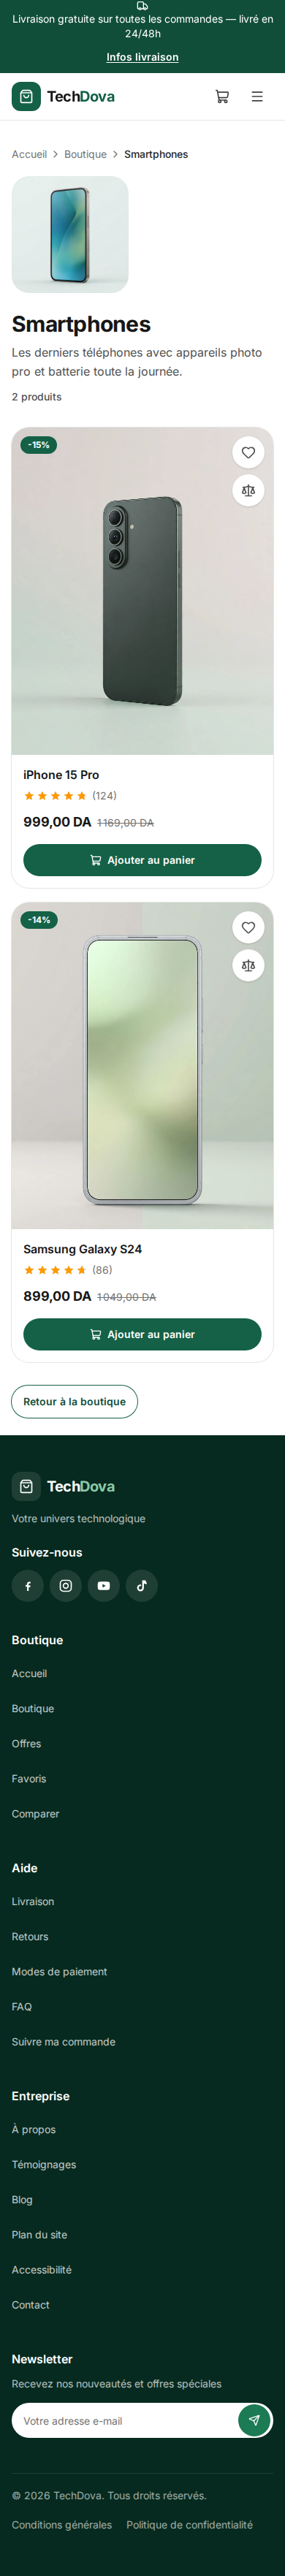 Livraison gratuite sur toutes les commandes — livré en
24/48h
Infos livraison
TechDova
Accueil > Boutique > Smartphones
Smartphones
Les derniers téléphones avec appareils photo
pro et batterie toute la journée.
2 produits
-15%
iPhone 15 Pro
(124)
999,00 DA 1 169,00 DA
Ajouter au panier
-14%
Samsung Galaxy S24
(86)
899,00 DA 1 049,00 DA
Ajouter au panier
Retour à la boutique
TechDova
Votre univers technologique
Suivez-nous
Boutique
Accueil
Boutique
Offres
Favoris
Comparer
Aide
Livraison
Retours
Modes de paiement
FAQ
Suivre ma commande
Entreprise
À propos
Témoignages
Blog
Plan du site
Accessibilité
Contact
Newsletter
Recevez nos nouveautés et offres spéciales
Votre adresse e-mail
© 2026 TechDova. Tous droits réservés.
Conditions générales Politique de confidentialité